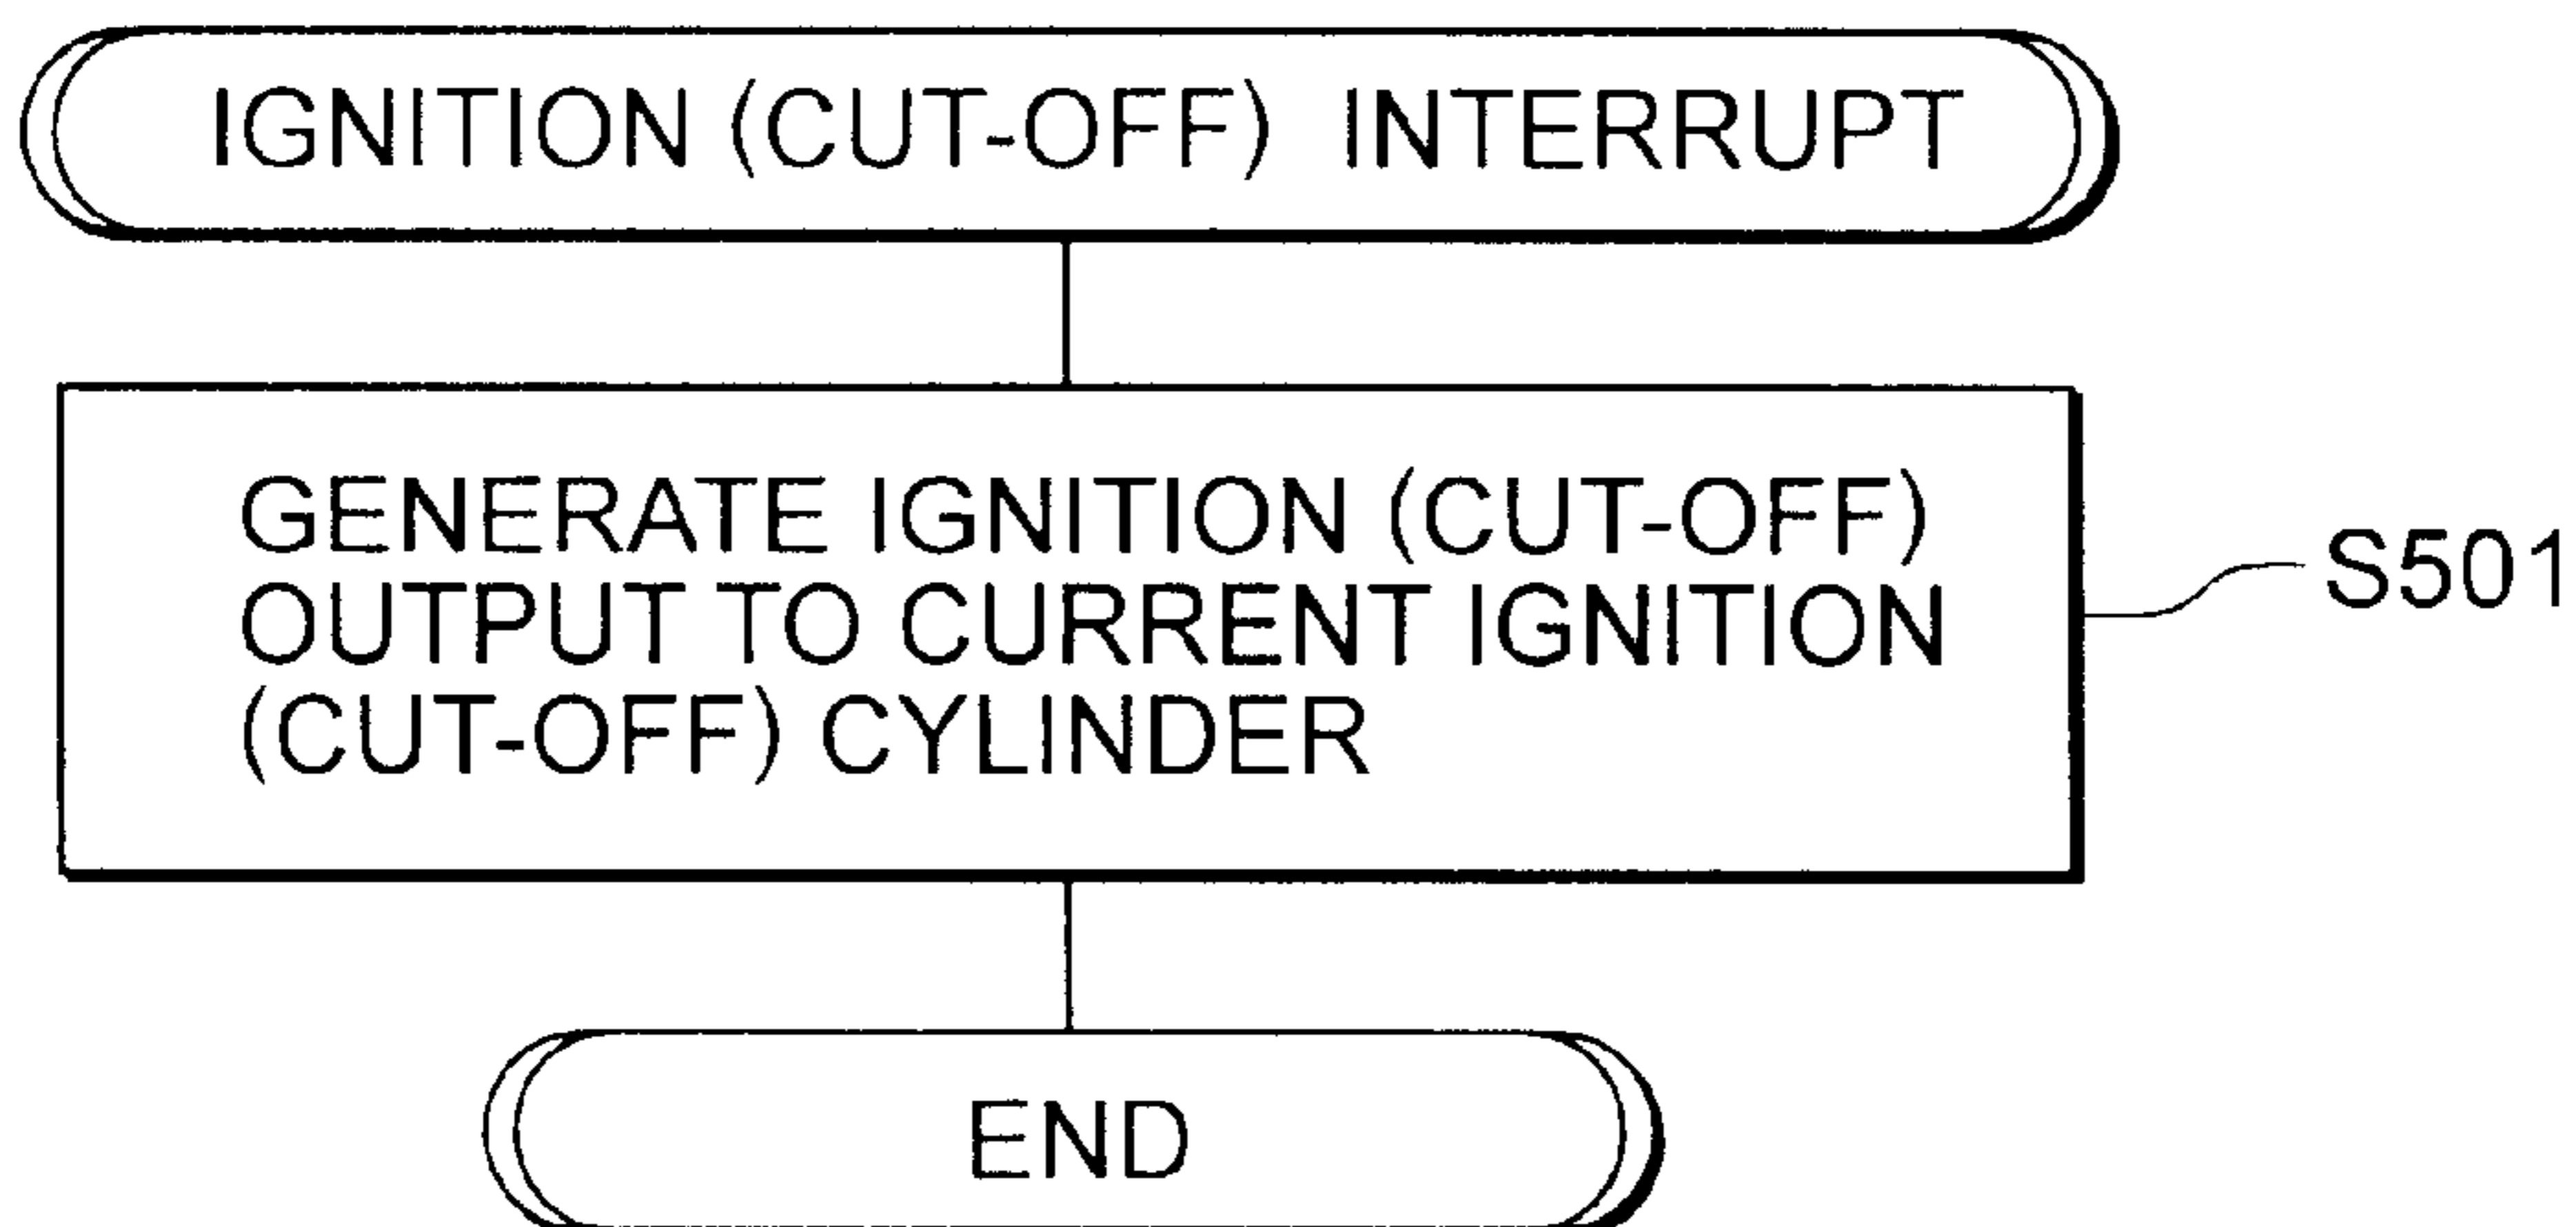 IGNITION (CUT-OFF) INTERRUPT
GENERATE IGNITION (CUT-OFF)
OUTPUT TO CURRENT IGNITION
(CUT-OFF) CYLINDER
S501
END